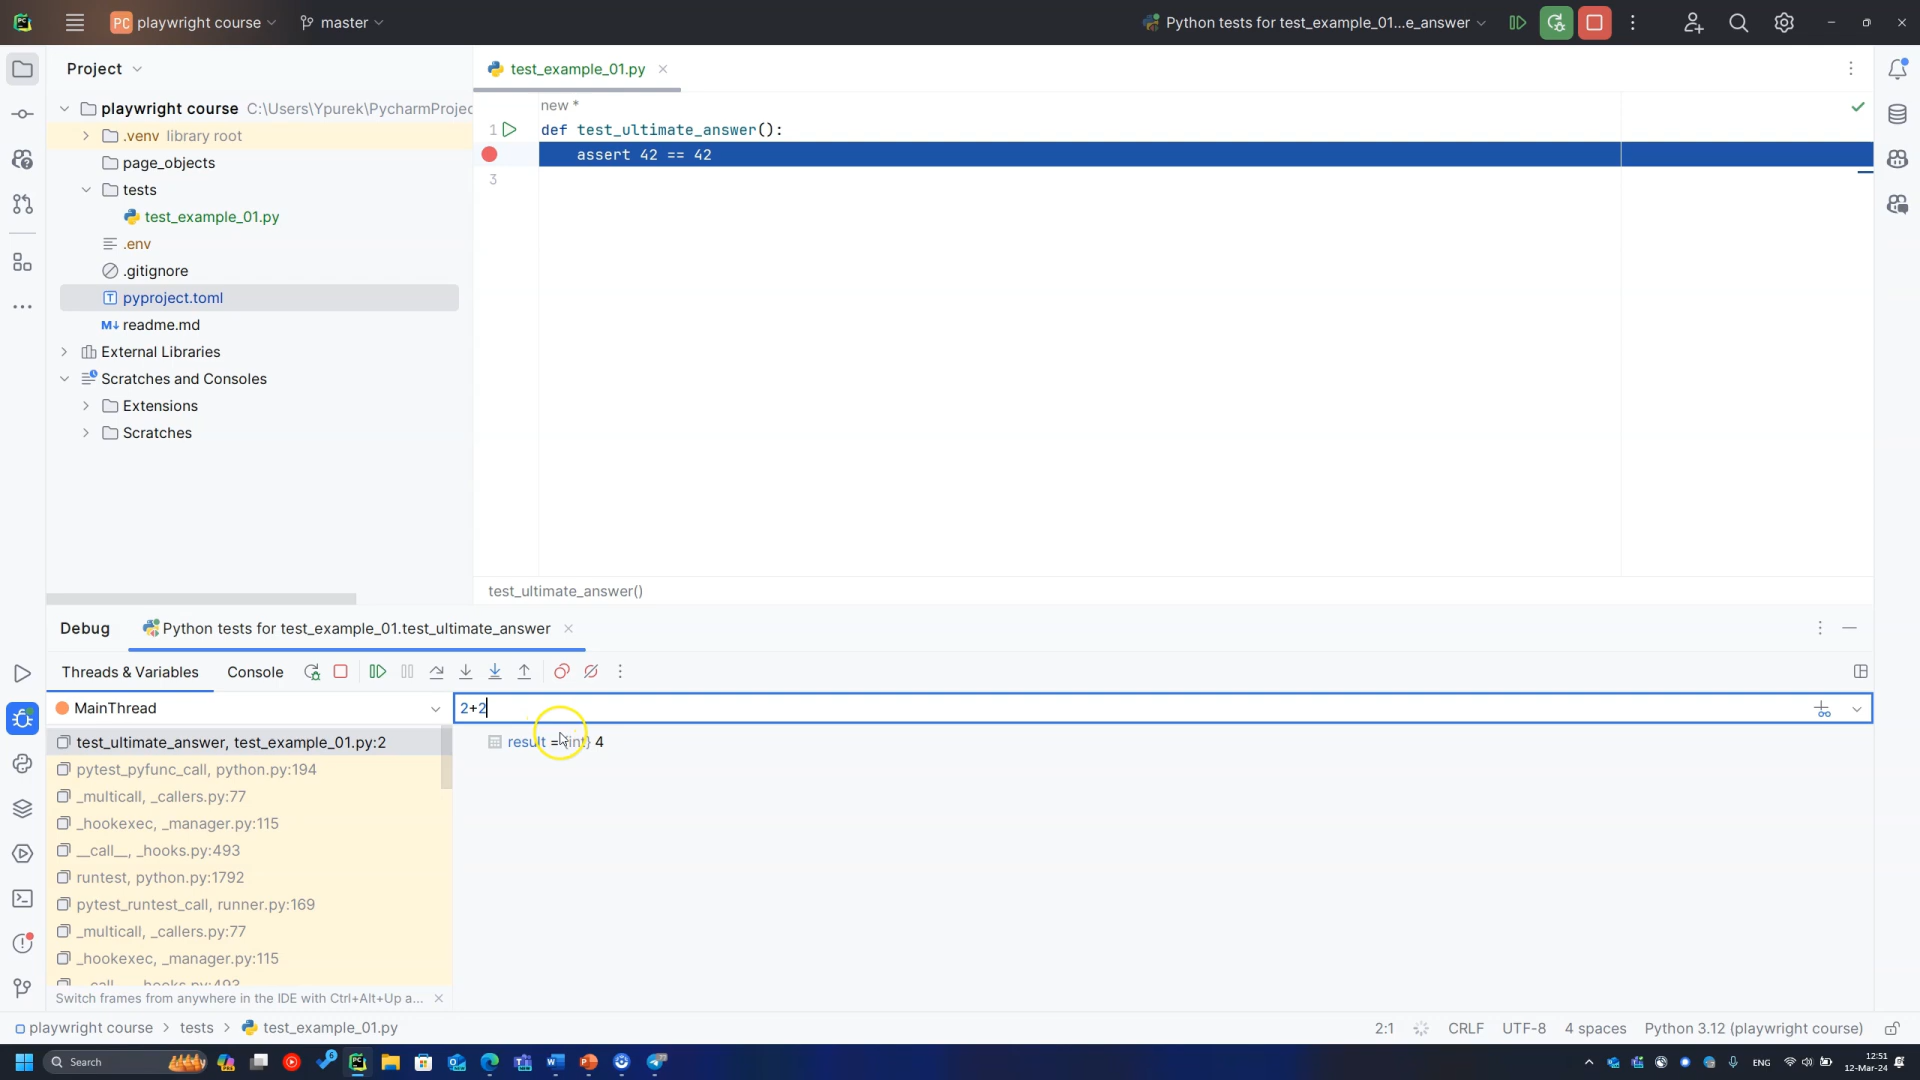 PC playwright course
master
Python tests for test_example_01...e_answer
Project
test_example_01.py
playwright course C:\Users\Ypurek\PycharmProjec
.venv library root
page_objects
tests
test_example_01.py
.env
.gitignore
pyproject.toml
readme.md
External Libraries
Scratches and Consoles
Extensions
Scratches
new *
1 def test_ultimate_answer():
assert 42 == 42
3
test_ultimate_answer()
Debug
Python tests for test_example_01.test_ultimate_answer
Threads & Variables
Console
MainThread
2+2
result = {int} 4
test_ultimate_answer, test_example_01.py:2
pytest_pyfunc_call, python.py:194
_multicall, _callers.py:77
_hookexec, _manager.py:115
__call__, _hooks.py:493
runtest, python.py:1792
pytest_runtest_call, runner.py:169
_multicall, _callers.py:77
_hookexec, _manager.py:115
Switch frames from anywhere in the IDE with Ctrl+Alt+Up a...
playwright course > tests > test_example_01.py
2:1 CRLF UTF-8 4 spaces Python 3.12 (playwright course)
Search
ENG
12:51
12-Mar-24